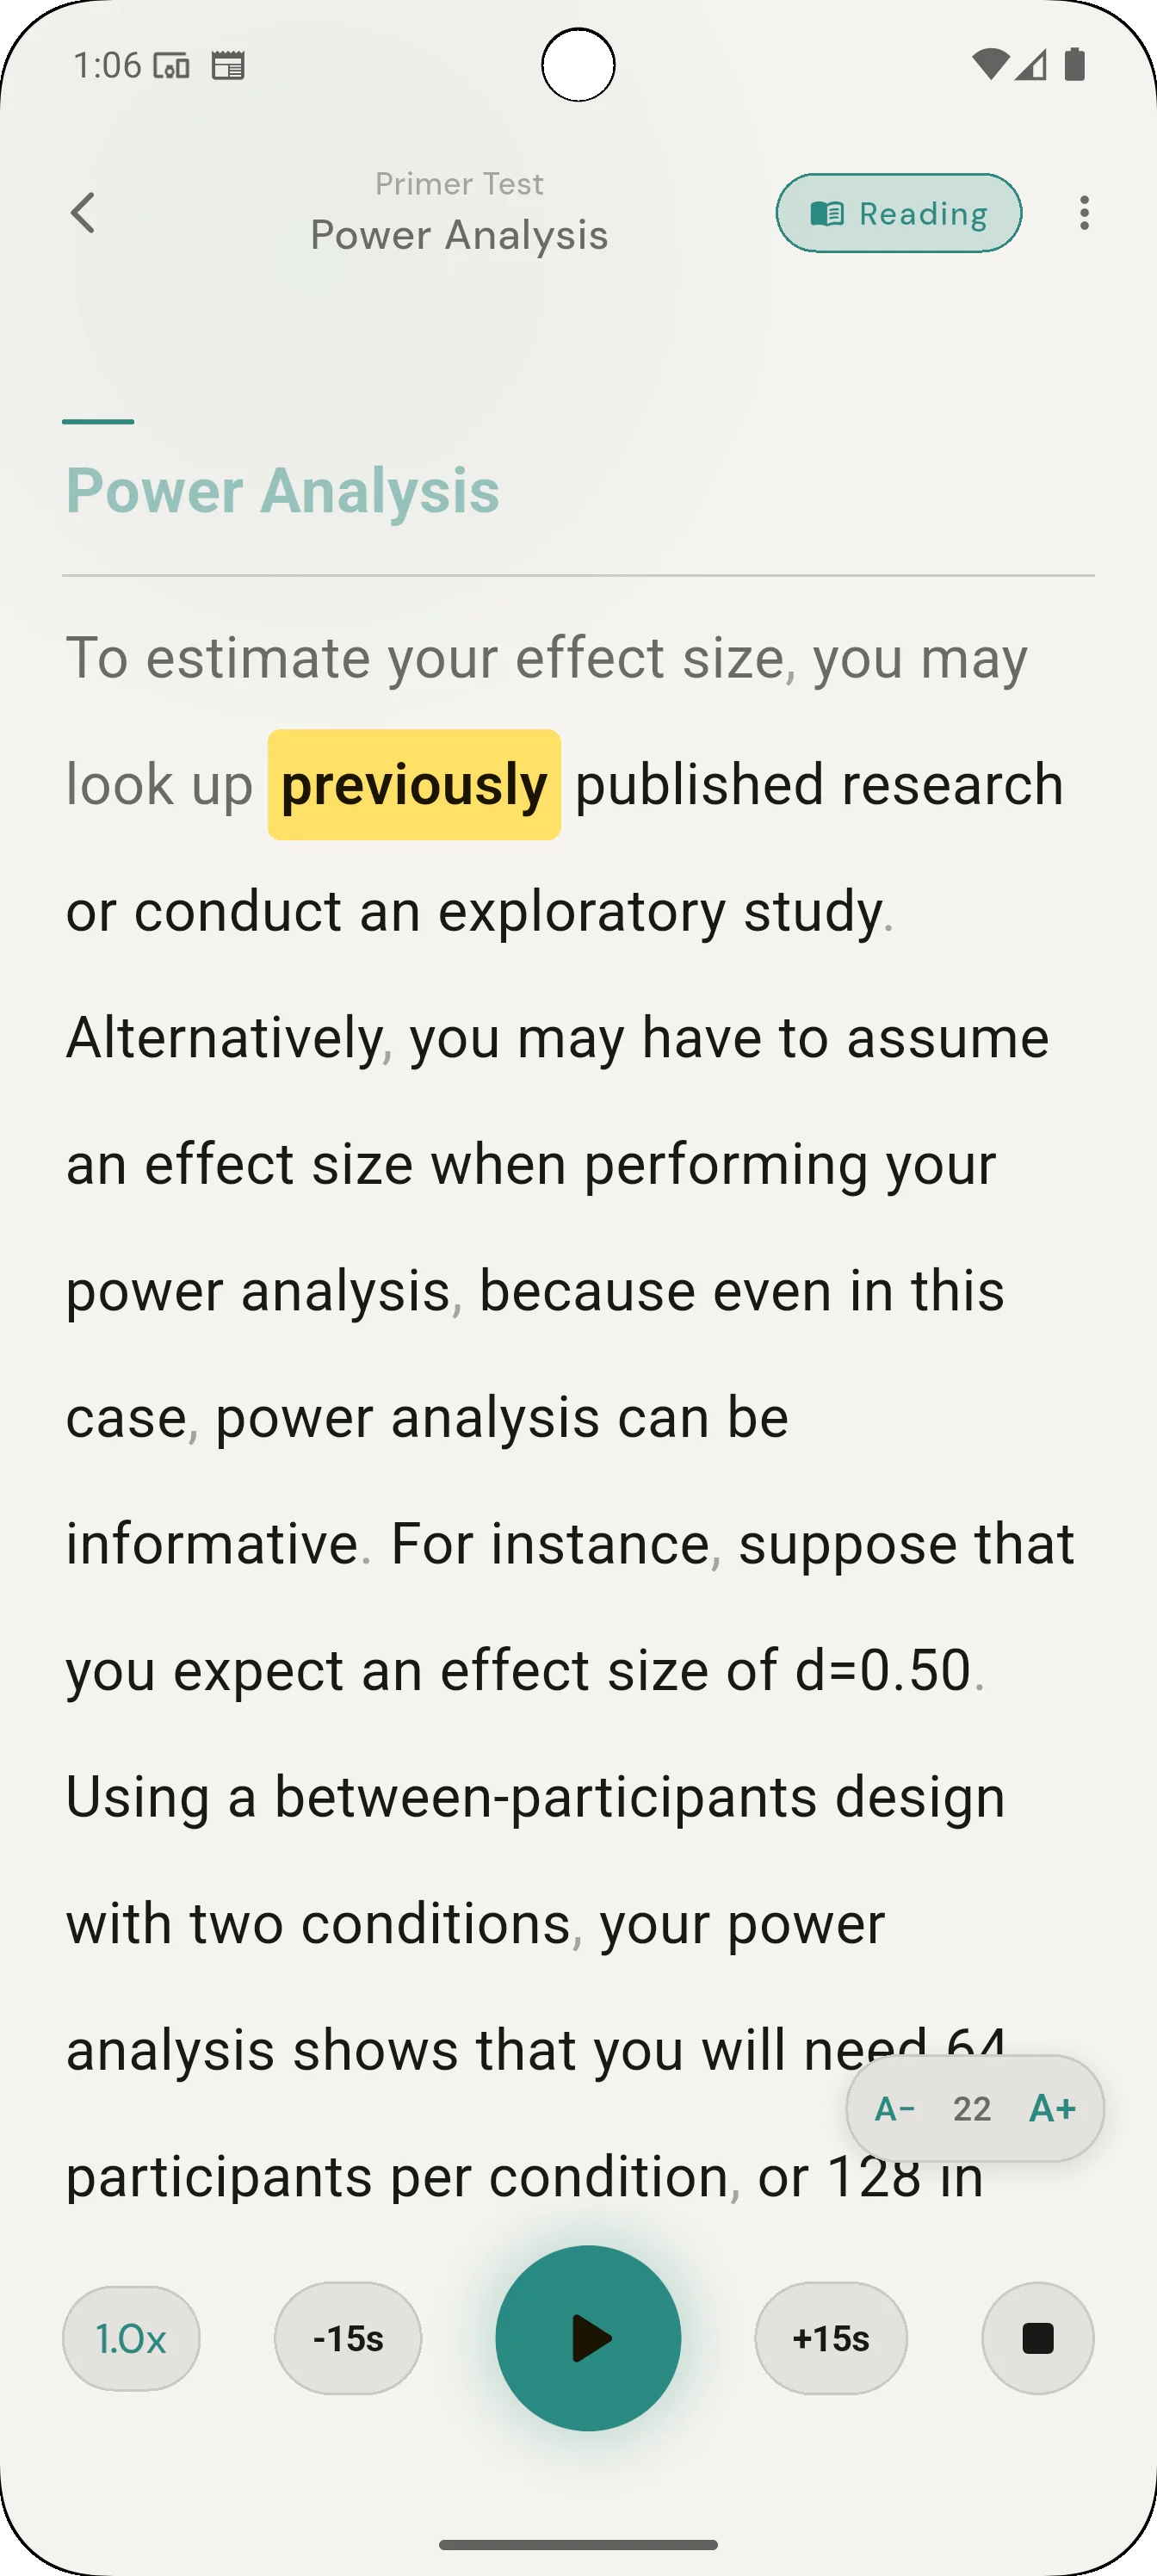 1:06
Primer Test
Power Analysis
Reading
Power Analysis
To estimate your effect size, you may
look up previously published research
or conduct an exploratory study.
Alternatively, you may have to assume
an effect size when performing your
power analysis, because even in this
case, power analysis can be
informative. For instance, suppose that
you expect an effect size of d=0.50.
Using a between-participants design
with two conditions, your power
analysis shows that you will need 64
A- 22 A+
participants per condition, or 128 in
1.0x -15s +15s